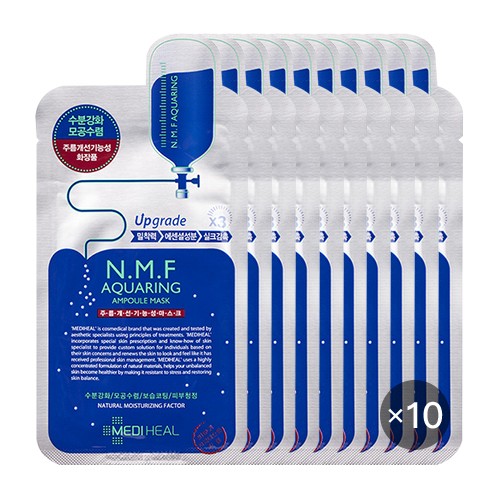 MEDIHEAL
N.M.F AQUARING
수분강화
모공수렴
주름개선기능성
화장품
Upgrade
x3
밀착력 에센셜성분 실크감촉
N.M.F
AQUARING
AMPOULE MASK
주·름·개·선·기·능·성·마·스·크
'MEDIHEAL' is cosmedical brand that was created and tested by
aesthetic specialists using principles of treatments. 'MEDIHEAL'
incorporates special skin prescription and know-how of skin
specialist to provide custom solution for individuals based on
their skin concerns and renews the skin to look and feel like it has
received professional skin management. 'MEDIHEAL' uses a highly
concentrated formulation of natural materials, helps your unbalanced
skin become healthier by making it resistant to stress and restoring
skin balance.
수분강화/모공수렴/보습코팅/피부청정
NATURAL MOISTURIZING FACTOR
MEDIHEAL
×10